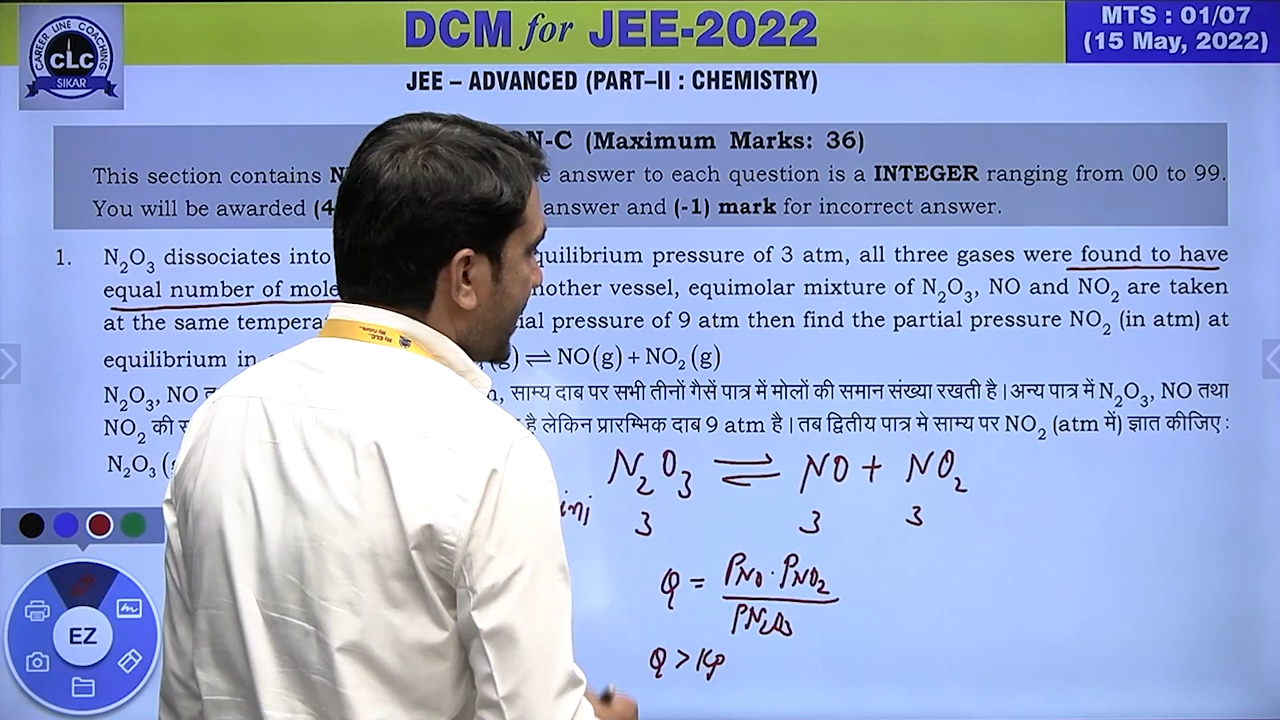 CAREER LINE COACHING
CLC
SIKAR
DCM for JEE-2022
MTS : 01/07
(15 May, 2022)
JEE – ADVANCED (PART–II : CHEMISTRY)
N-C (Maximum Marks: 36)
This section contains answer to each question is a INTEGER ranging from 00 to 99.
You will be awarded (4 answer and (-1) mark for incorrect answer.
1. N₂O₃ dissociates into quilibrium pressure of 3 atm, all three gases were found to have
equal number of mole nother vessel, equimolar mixture of N₂O₃, NO and NO₂ are taken
at the same tempera ial pressure of 9 atm then find the partial pressure NO₂ (in atm) at
equilibrium in (g) ⇌ NO(g) + NO₂ (g)
N₂O₃, NO साम्य दाब पर सभी तीनों गैसें पात्र में मोलों की समान संख्या रखती है। अन्य पात्र में N₂O₃, NO तथा
NO₂ की है लेकिन प्रारम्भिक दाब 9 atm है। तब द्वितीय पात्र मे साम्य पर NO₂ (atm में) ज्ञात कीजिए :
N₂O₃ (g
N₂O₃ ⇌ NO + NO₂
ini 3 3 3
Q = PNO · PNO₂
PN₂O₃
Q > Kp
EZ
My CLC..
My Future..